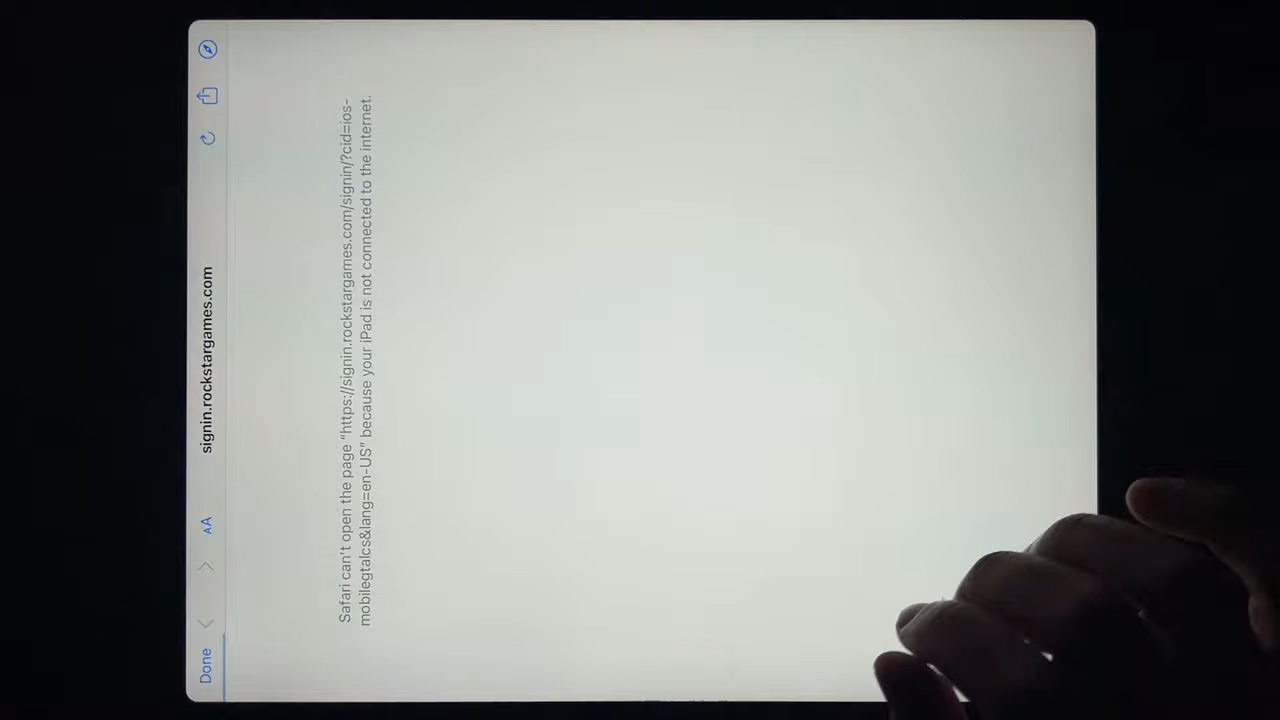 Done
AA
signin.rockstargames.com
Safari can't open the page “https://signin.rockstargames.com/signin/?cid=ios-
mobilegtalcs&lang=en-US” because your iPad is not connected to the internet.